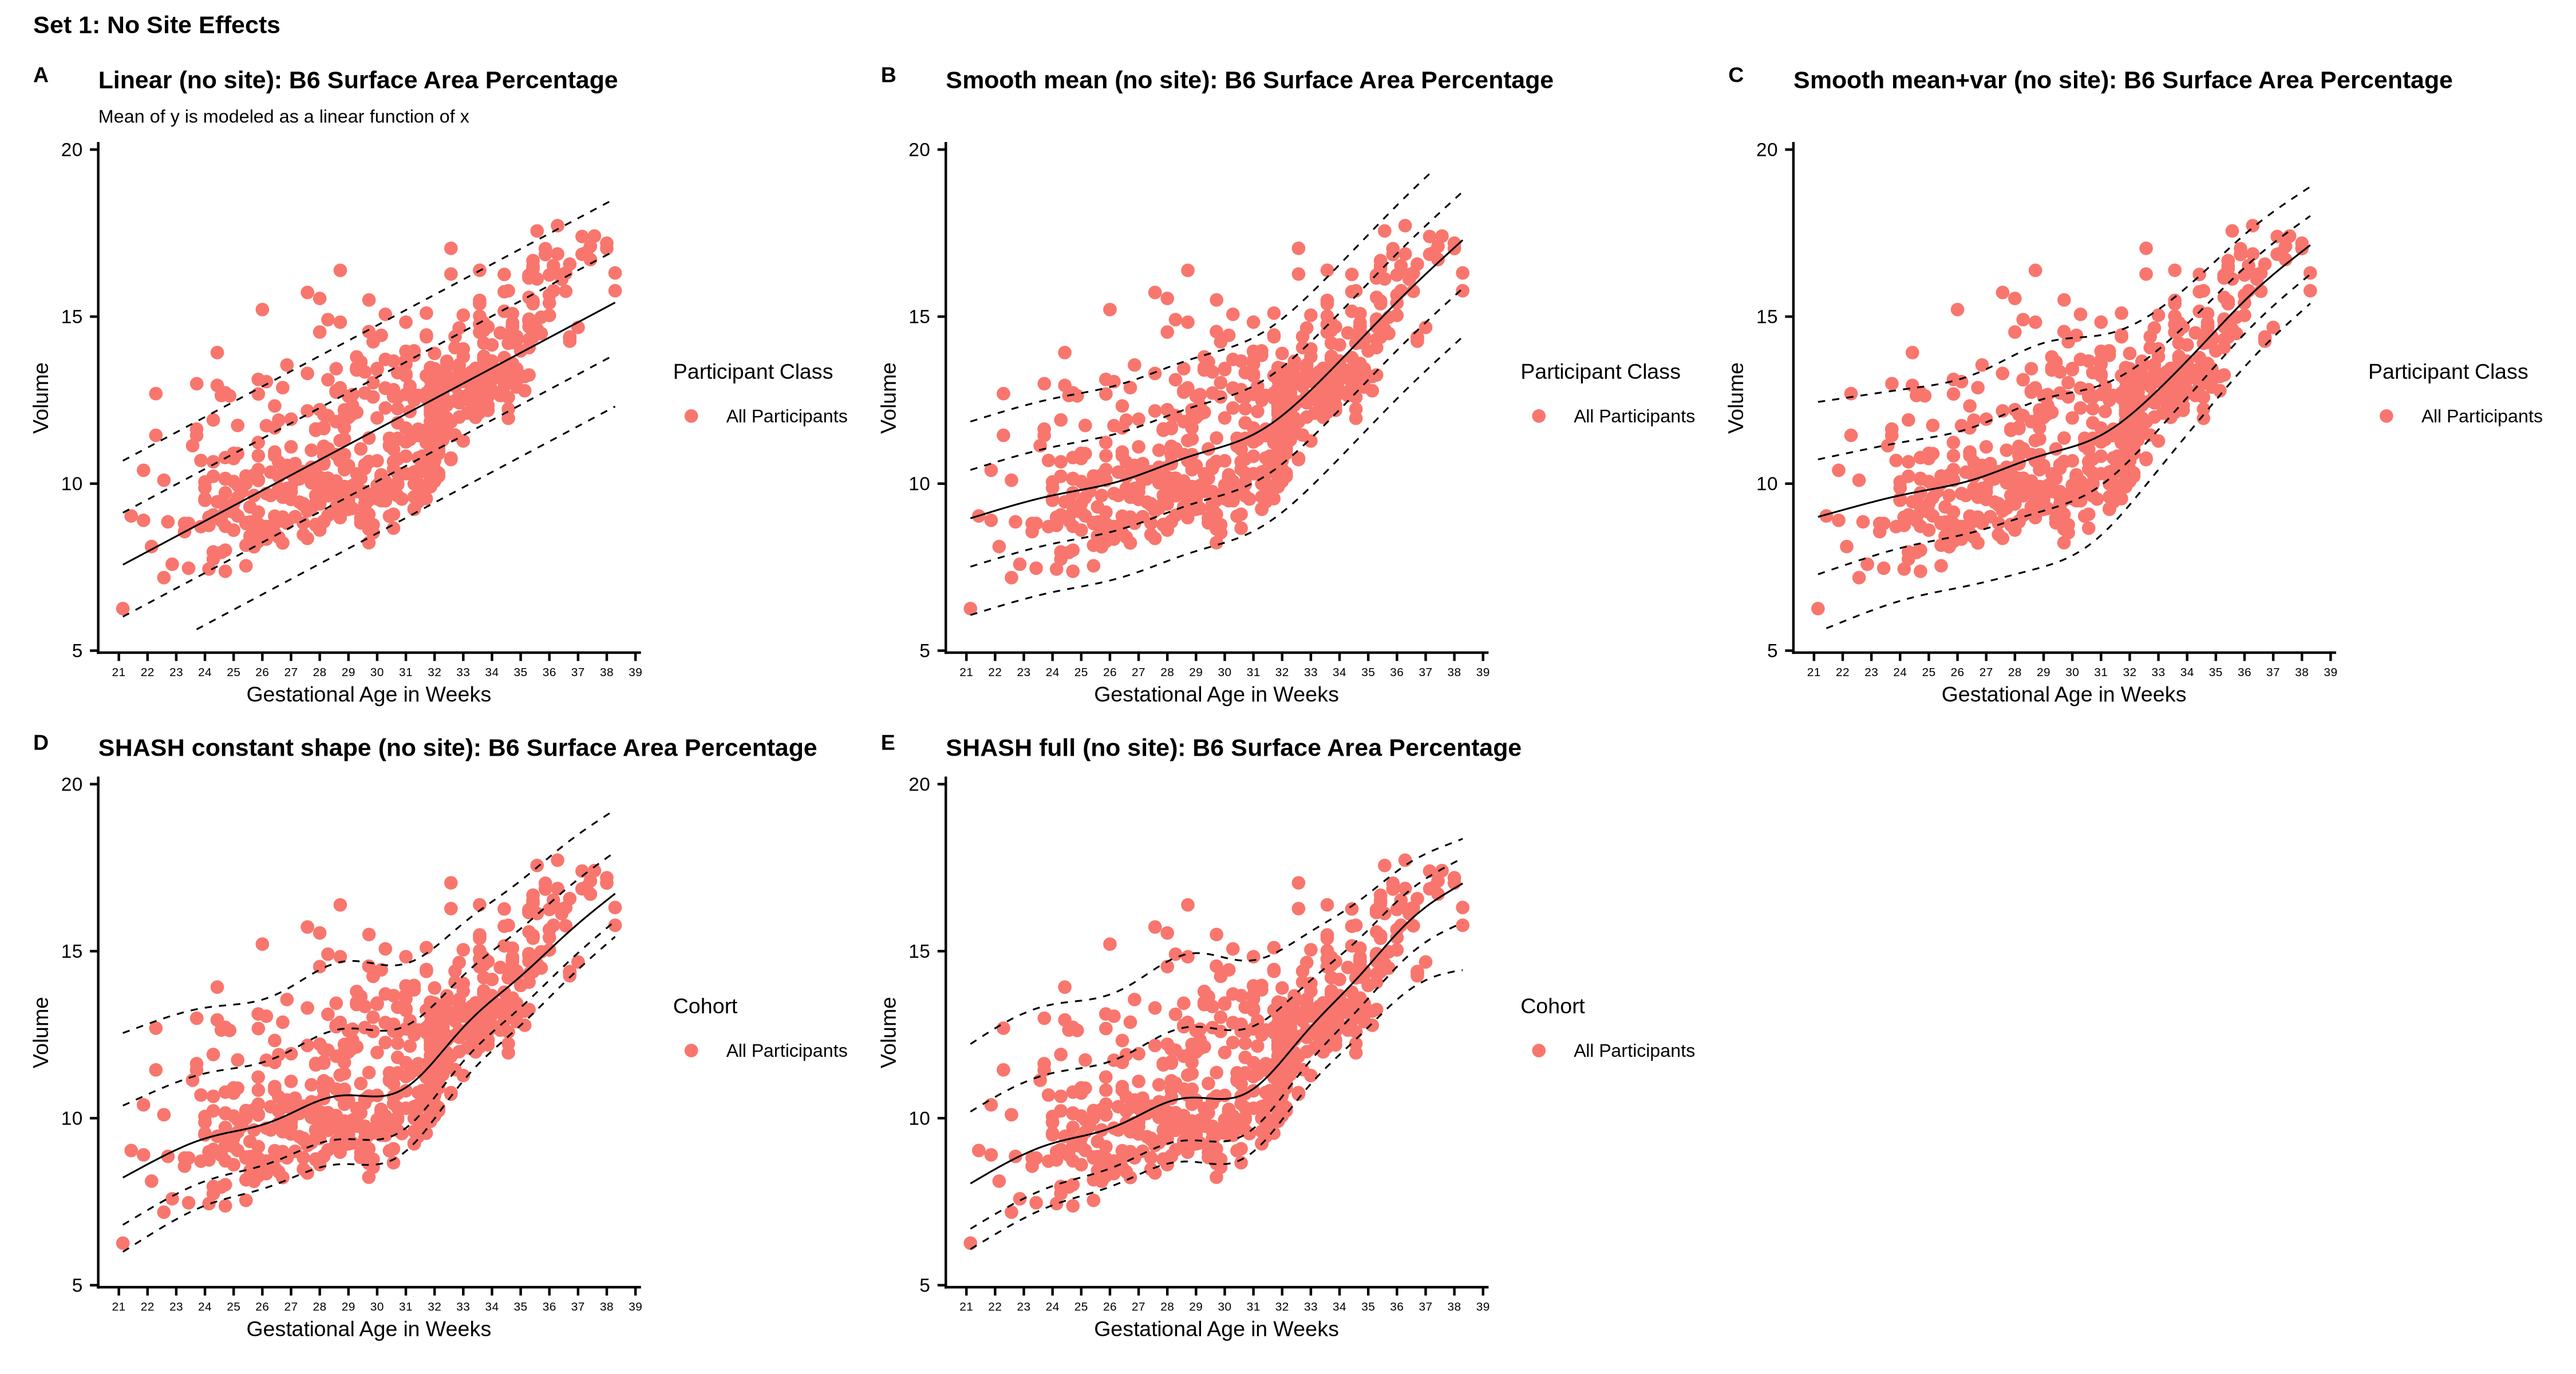 Set 1: No Site Effects
A
Linear (no site): B6 Surface Area Percentage
Mean of y is modeled as a linear function of x
20
15
10
5
Volume
21 22 23 24 25 26 27 28 29 30 31 32 33 34 35 36 37 38 39
Gestational Age in Weeks
Participant Class
All Participants
B
Smooth mean (no site): B6 Surface Area Percentage
20
15
10
5
Volume
21 22 23 24 25 26 27 28 29 30 31 32 33 34 35 36 37 38 39
Gestational Age in Weeks
Participant Class
All Participants
C
Smooth mean+var (no site): B6 Surface Area Percentage
20
15
10
5
Volume
21 22 23 24 25 26 27 28 29 30 31 32 33 34 35 36 37 38 39
Gestational Age in Weeks
Participant Class
All Participants
D
SHASH constant shape (no site): B6 Surface Area Percentage
20
15
10
5
Volume
21 22 23 24 25 26 27 28 29 30 31 32 33 34 35 36 37 38 39
Gestational Age in Weeks
Cohort
All Participants
E
SHASH full (no site): B6 Surface Area Percentage
20
15
10
5
Volume
21 22 23 24 25 26 27 28 29 30 31 32 33 34 35 36 37 38 39
Gestational Age in Weeks
Cohort
All Participants